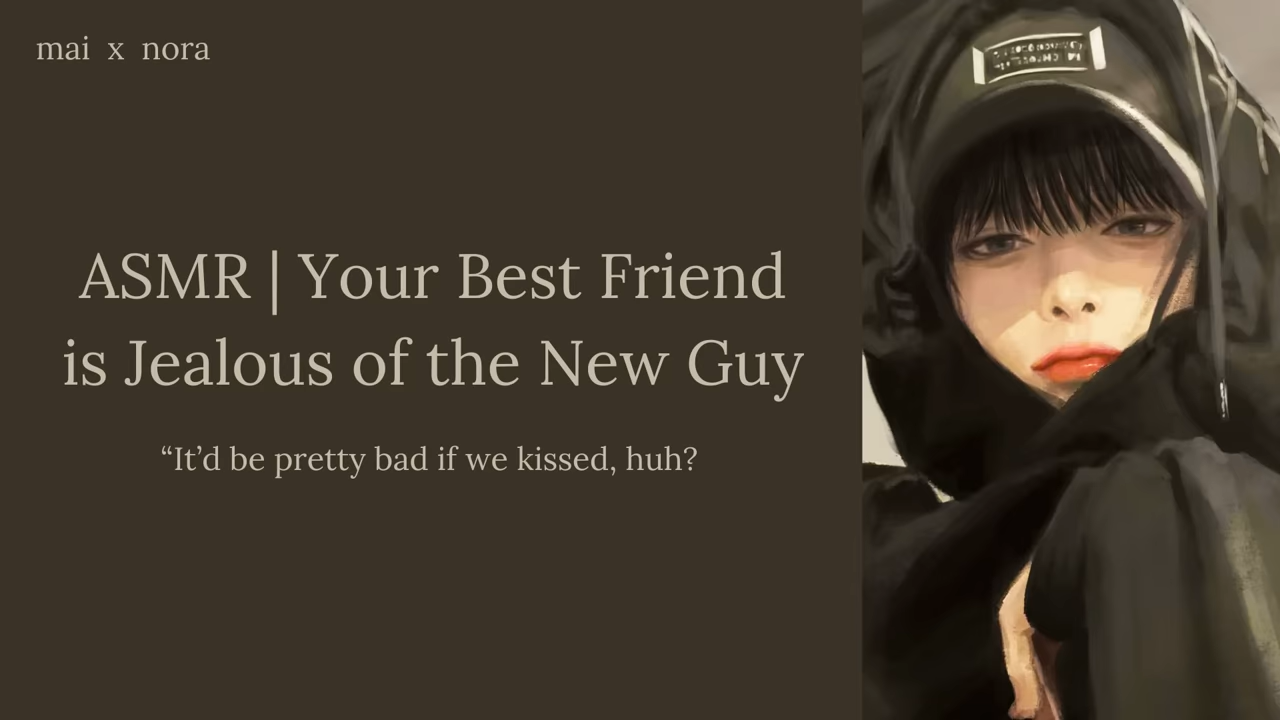 mai x nora
ASMR | Your Best Friend
is Jealous of the New Guy
“It’d be pretty bad if we kissed, huh?